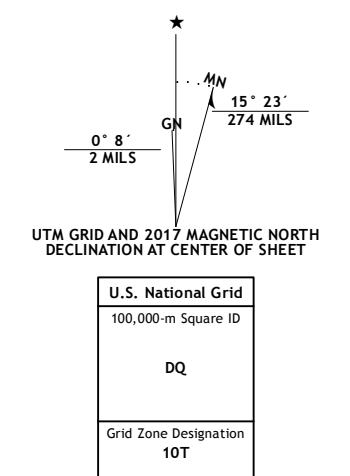 MN
15° 23´
274 MILS
GN
0° 8´
2 MILS
UTM GRID AND 2017 MAGNETIC NORTH
DECLINATION AT CENTER OF SHEET
U.S. National Grid
100,000-m Square ID
DQ
Grid Zone Designation
10T